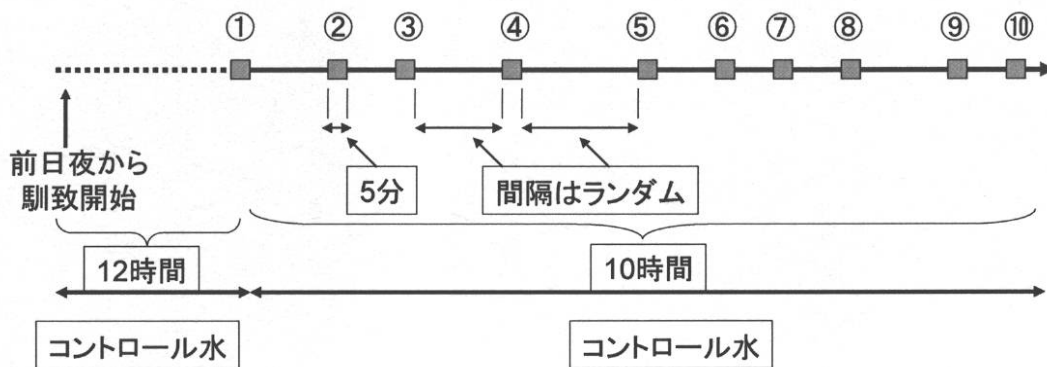 ① ② ③ ④ ⑤ ⑥ ⑦ ⑧ ⑨ ⑩
前日夜から
馴致開始
5分
間隔はランダム
12時間
10時間
コントロール水
コントロール水